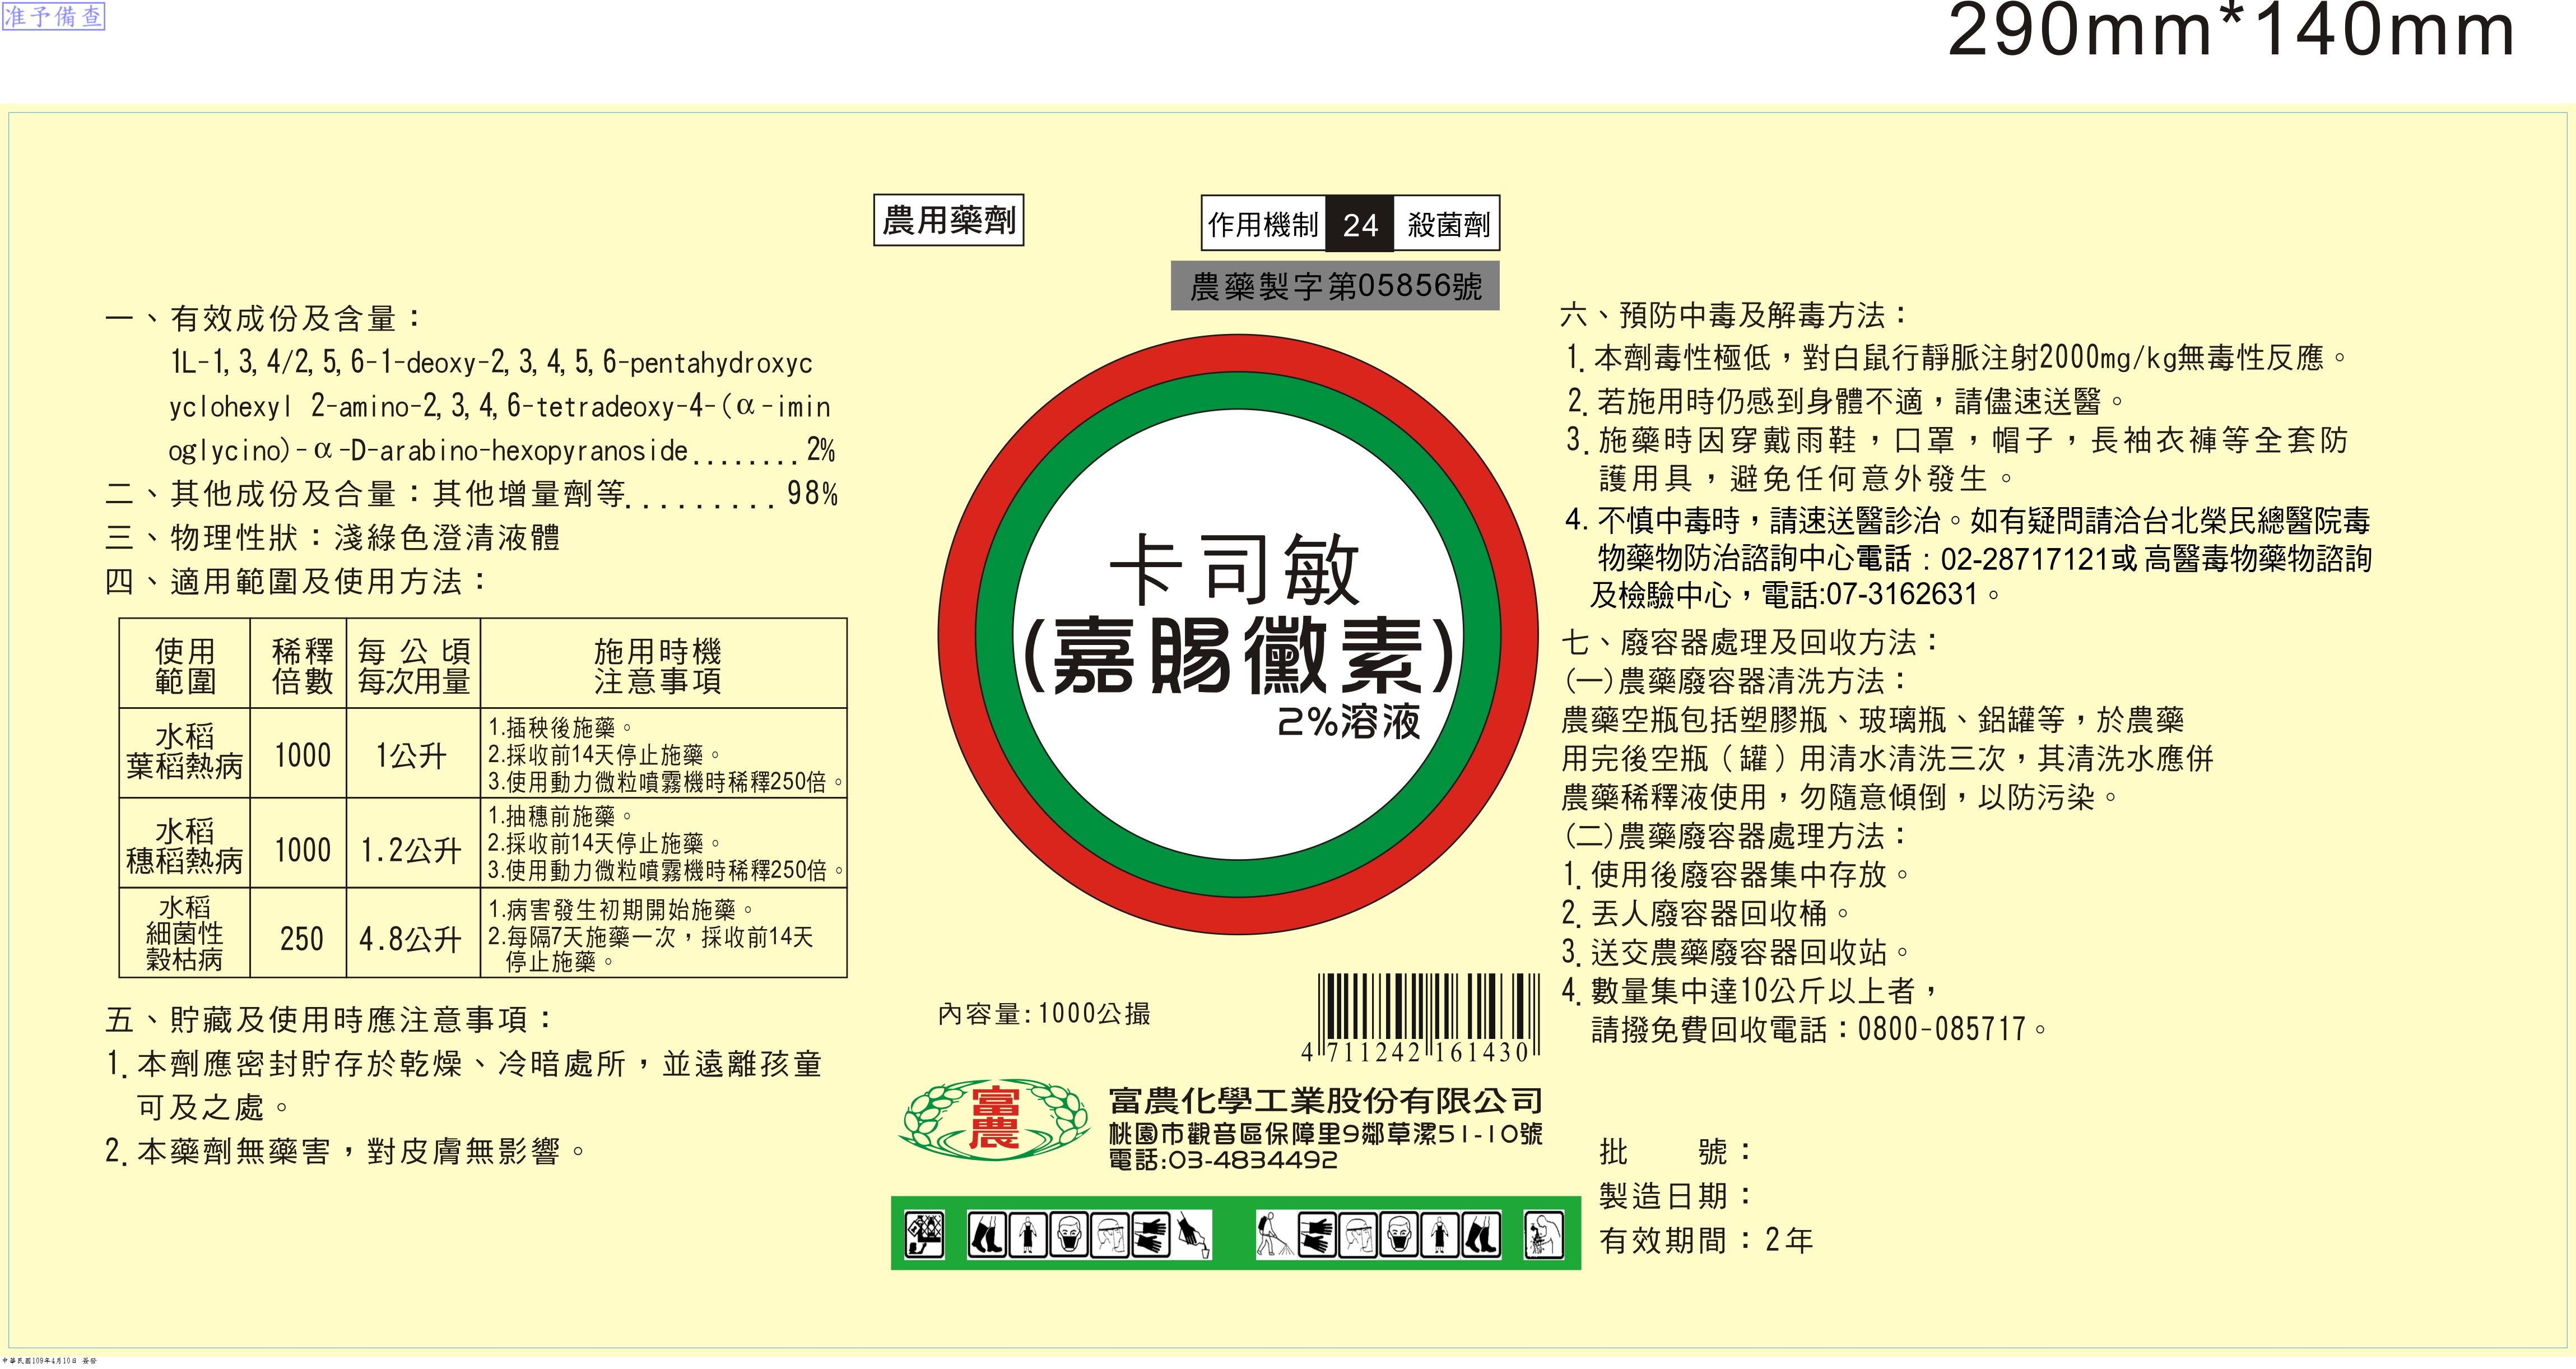 准予備查
290mm*140mm
農用藥劑
作用機制 24 殺菌劑
農藥製字第05856號
一、有效成份及含量：
1L-1,3,4/2,5,6-1-deoxy-2,3,4,5,6-pentahydroxyc
yclohexyl 2-amino-2,3,4,6-tetradeoxy-4-(α-imin
oglycino)-α-D-arabino-hexopyranoside........2%
二、其他成份及合量：其他增量劑等.........98%
三、物理性狀：淺綠色澄清液體
四、適用範圍及使用方法：
使用
範圍
稀釋
倍數
每公頃
每次用量
施用時機
注意事項
水稻
葉稻熱病
1000
1公升
1.插秧後施藥。
2.採收前14天停止施藥。
3.使用動力微粒噴霧機時稀釋250倍。
水稻
穗稻熱病
1000
1.2公升
1.抽穗前施藥。
2.採收前14天停止施藥。
3.使用動力微粒噴霧機時稀釋250倍。
水稻
細菌性
穀枯病
250
4.8公升
1.病害發生初期開始施藥。
2.每隔7天施藥一次，採收前14天
停止施藥。
五、貯藏及使用時應注意事項：
1.本劑應密封貯存於乾燥、冷暗處所，並遠離孩童
可及之處。
2.本藥劑無藥害，對皮膚無影響。
卡司敏
(嘉賜黴素)
2%溶液
內容量:1000公撮
4 711242 161430
富農
富農化學工業股份有限公司
桃園市觀音區保障里9鄰草漯51-10號
電話:03-4834492
六、預防中毒及解毒方法：
1.本劑毒性極低，對白鼠行靜脈注射2000mg/kg無毒性反應。
2.若施用時仍感到身體不適，請儘速送醫。
3.施藥時因穿戴雨鞋，口罩，帽子，長袖衣褲等全套防
護用具，避免任何意外發生。
4.不慎中毒時，請速送醫診治。如有疑問請洽台北榮民總醫院毒
物藥物防治諮詢中心電話：02-28717121或高醫毒物藥物諮詢
及檢驗中心，電話:07-3162631。
七、廢容器處理及回收方法：
(一)農藥廢容器清洗方法：
農藥空瓶包括塑膠瓶、玻璃瓶、鋁罐等，於農藥
用完後空瓶（罐）用清水清洗三次，其清洗水應併
農藥稀釋液使用，勿隨意傾倒，以防污染。
(二)農藥廢容器處理方法：
1.使用後廢容器集中存放。
2.丟人廢容器回收桶。
3.送交農藥廢容器回收站。
4.數量集中達10公斤以上者，
請撥免費回收電話：0800-085717。
批　　號：
製造日期：
有效期間：2年
中華民國109年4月10日 簽發